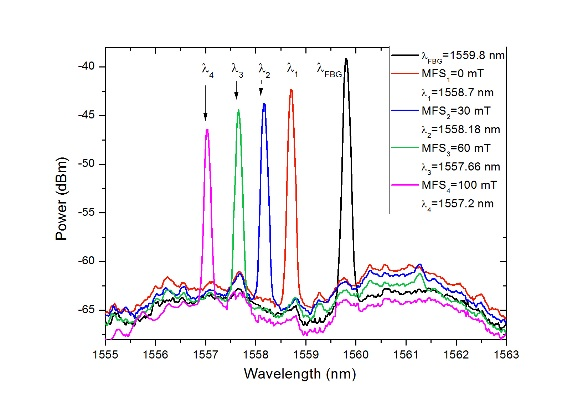 λ4 λ3 λ2 λ1 λFBG
λFBG=1559.8 nm
MFS1=0 mT
λ1=1558.7 nm
MFS2=30 mT
λ2=1558.18 nm
MFS3=60 mT
λ3=1557.66 nm
MFS4=100 mT
λ4=1557.2 nm
-40
-45
-50
-55
-60
-65
Power (dBm)
1555 1556 1557 1558 1559 1560 1561 1562 1563
Wavelength (nm)